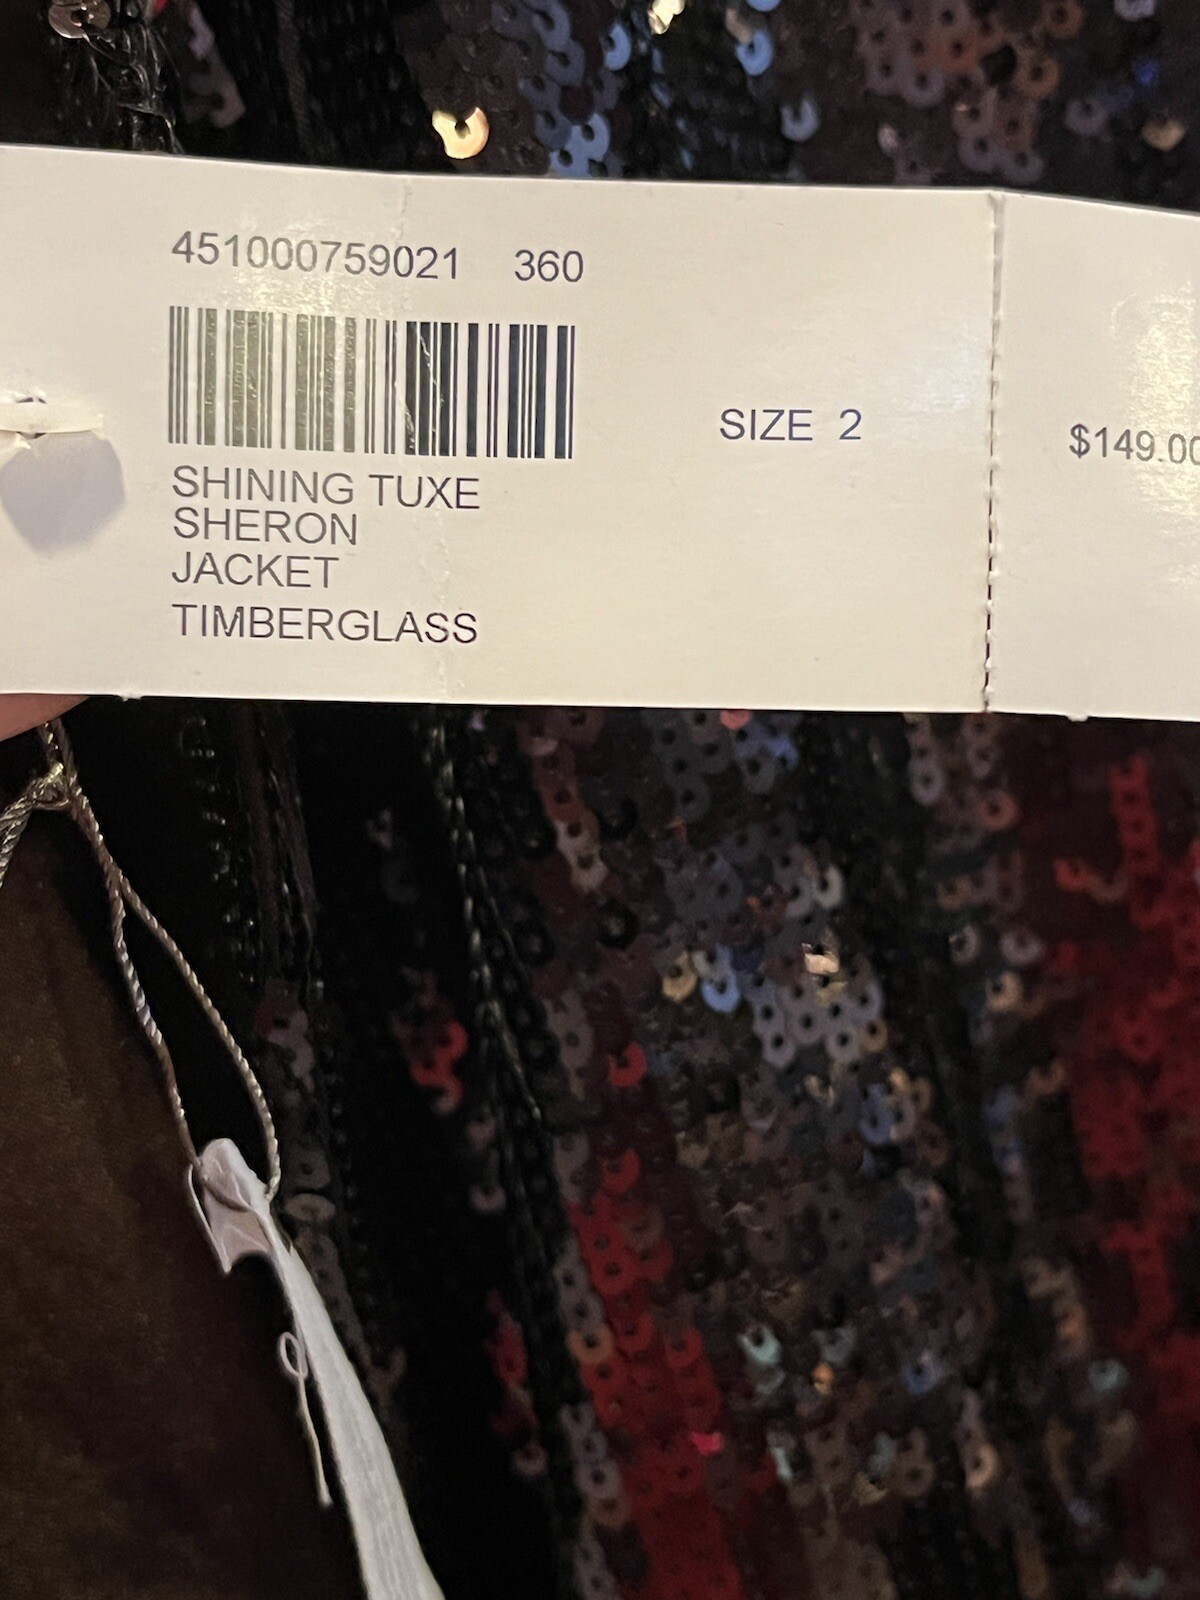 451000759021 360
SHINING TUXE
SHERON
JACKET
TIMBERGLASS
SIZE 2
$149.00